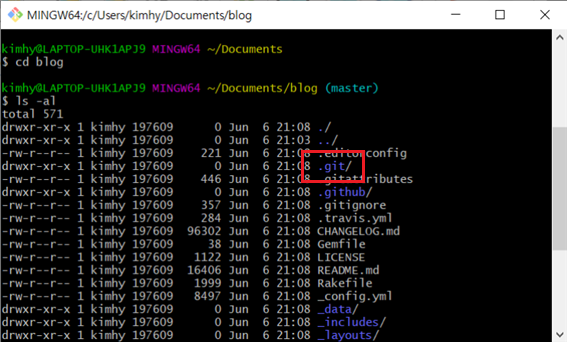 MINGW64:/c/Users/kimhy/Documents/blog
kimhy@LAPTOP-UHK1APJ9 MINGW64 ~/Documents
$ cd blog
kimhy@LAPTOP-UHK1APJ9 MINGW64 ~/Documents/blog (master)
$ ls -al
total 571
drwxr-xr-x 1 kimhy 197609 0 Jun 6 21:08 ./
drwxr-xr-x 1 kimhy 197609 0 Jun 6 21:03 ../
-rw-r--r-- 1 kimhy 197609 221 Jun 6 21:08 .editorconfig
drwxr-xr-x 1 kimhy 197609 0 Jun 6 21:08 .git/
-rw-r--r-- 1 kimhy 197609 446 Jun 6 21:08 .gitattributes
drwxr-xr-x 1 kimhy 197609 0 Jun 6 21:08 .github/
-rw-r--r-- 1 kimhy 197609 357 Jun 6 21:08 .gitignore
-rw-r--r-- 1 kimhy 197609 284 Jun 6 21:08 .travis.yml
-rw-r--r-- 1 kimhy 197609 96302 Jun 6 21:08 CHANGELOG.md
-rw-r--r-- 1 kimhy 197609 38 Jun 6 21:08 Gemfile
-rw-r--r-- 1 kimhy 197609 1122 Jun 6 21:08 LICENSE
-rw-r--r-- 1 kimhy 197609 16406 Jun 6 21:08 README.md
-rw-r--r-- 1 kimhy 197609 1999 Jun 6 21:08 Rakefile
-rw-r--r-- 1 kimhy 197609 8497 Jun 6 21:08 _config.yml
drwxr-xr-x 1 kimhy 197609 0 Jun 6 21:08 _data/
drwxr-xr-x 1 kimhy 197609 0 Jun 6 21:08 _includes/
drwxr-xr-x 1 kimhy 197609 0 Jun 6 21:08 _layouts/